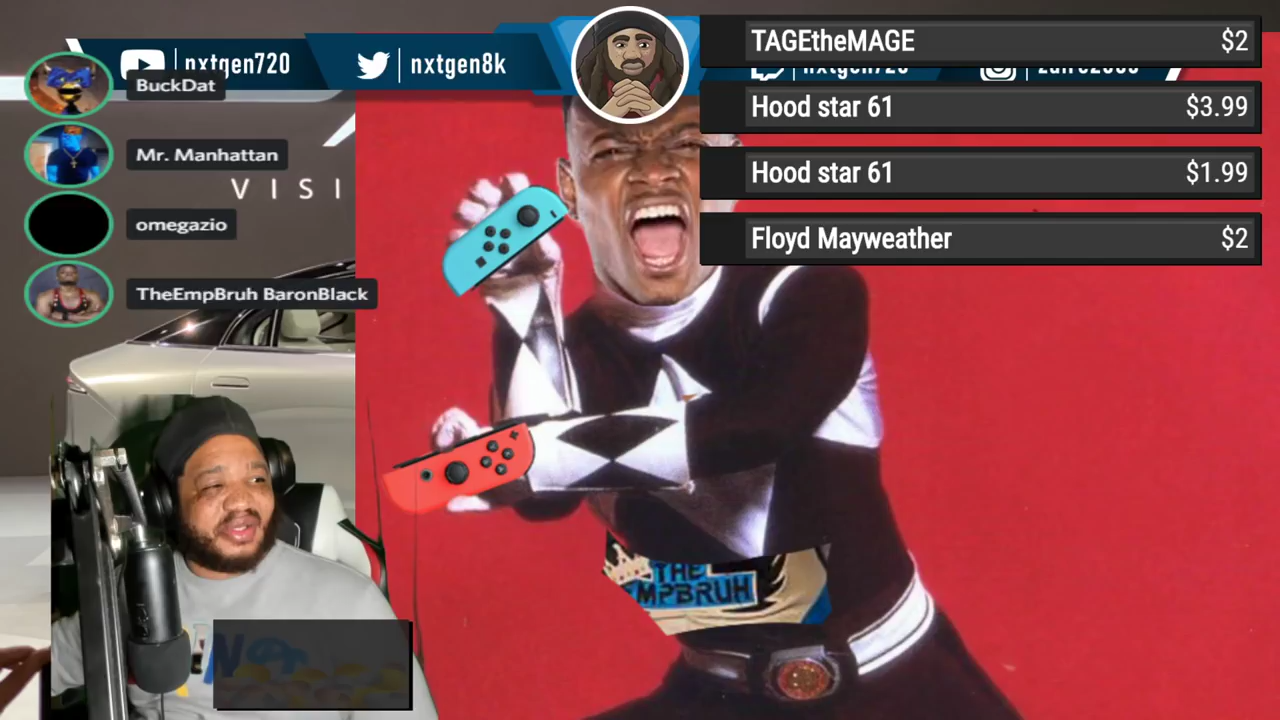 nxtgen720
nxtgen8k
TAGEtheMAGE $2
Hood star 61 $3.99
Hood star 61 $1.99
Floyd Mayweather $2
BuckDat
Mr. Manhattan
VISI
omegazio
TheEmpBruh BaronBlack
THE
EMPBRUH